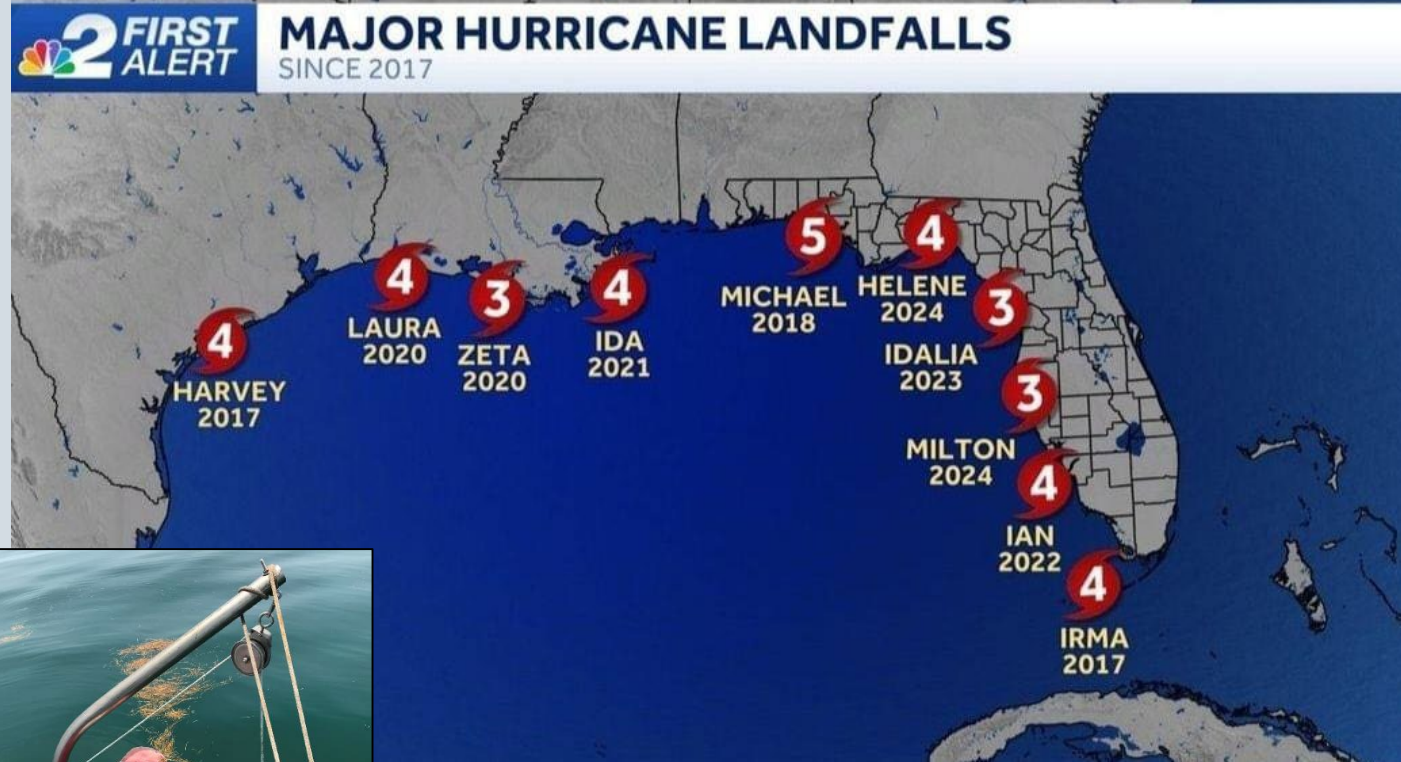 2 FIRST
ALERT
MAJOR HURRICANE LANDFALLS
SINCE 2017
4
HARVEY
2017
4
LAURA
2020
3
ZETA
2020
4
IDA
2021
5
MICHAEL
2018
4
HELENE
2024
3
IDALIA
2023
3
MILTON
2024
4
IAN
2022
4
IRMA
2017